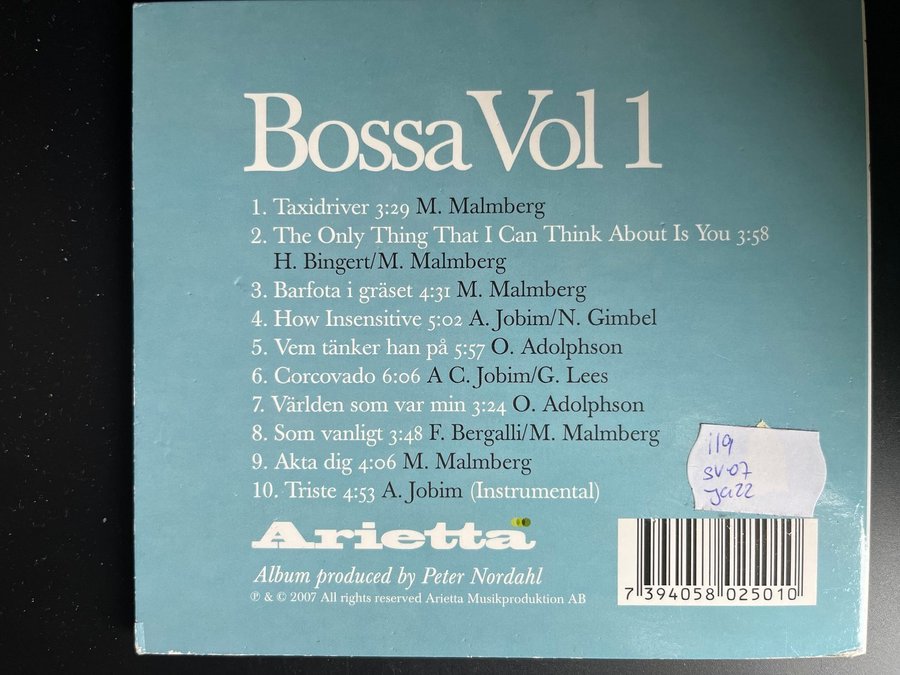 Bossa Vol 1
1. Taxidriver 3:29 M. Malmberg
2. The Only Thing That I Can Think About Is You 3:58
H. Bingert/M. Malmberg
3. Barfota i gräset 4:31 M. Malmberg
4. How Insensitive 5:02 A. Jobim/N. Gimbel
5. Vem tänker han på 5:57 O. Adolphson
6. Corcovado 6:06 A C. Jobim/G. Lees
7. Världen som var min 3:24 O. Adolphson
8. Som vanligt 3:48 F. Bergalli/M. Malmberg
9. Akta dig 4:06 M. Malmberg
10. Triste 4:53 A. Jobim (Instrumental)
Arietta
Album produced by Peter Nordahl
℗ & © 2007 All rights reserved Arietta Musikproduktion AB
sv-07
7 394058 025010